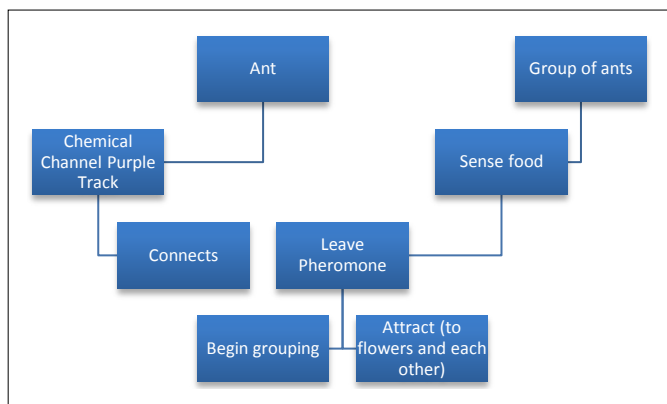 Ant
Group of ants
Chemical
Channel Purple
Track
Sense food
Connects
Leave
Pheromone
Begin grouping
Attract (to
flowers and each
other)